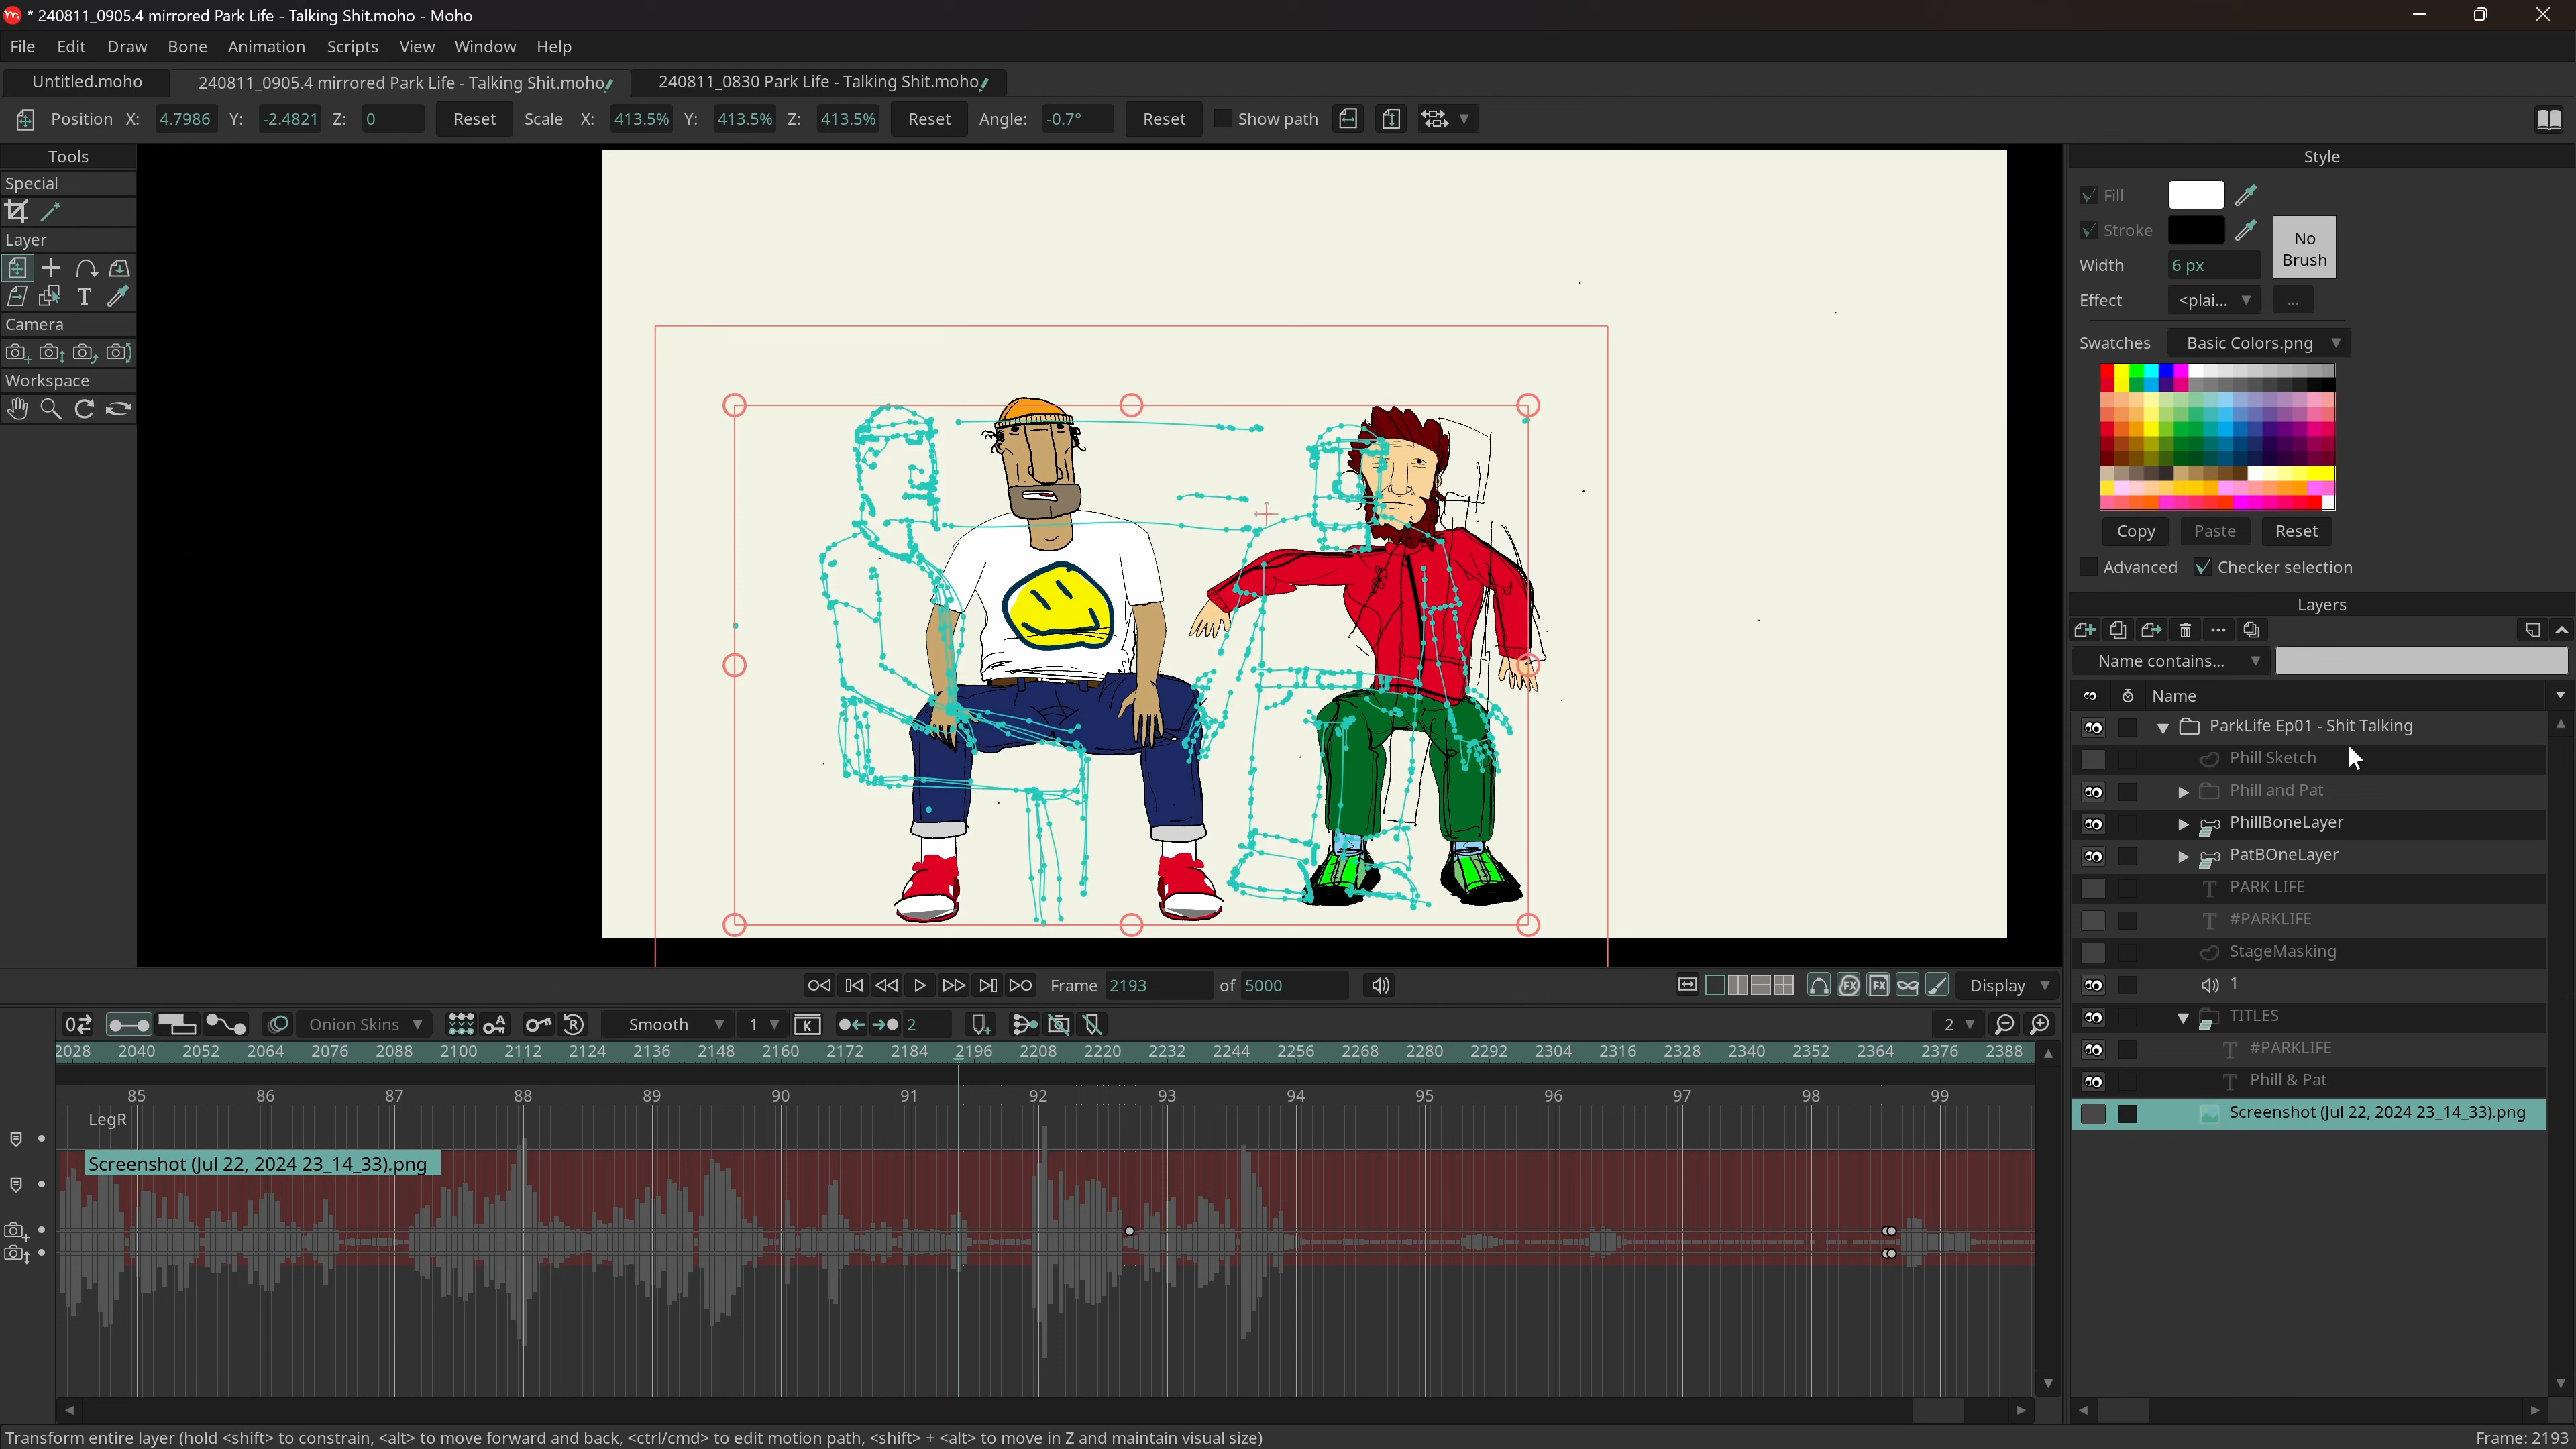 * 240811_0905.4 mirrored Park Life - Talking Shit.moho - Moho
File Edit Draw Bone Animation Scripts View Window Help
Untitled.moho 240811_0905.4 mirrored Park Life - Talking Shit.moho 240811_0830 Park Life - Talking Shit.moho
Position X: 4.7986 Y: -2.4821 Z: 0 Reset Scale X: 413.5% Y: 413.5% Z: 413.5% Reset Angle: -0.7° Reset Show path
Tools
Special
Layer
T
Camera
Workspace
Style
Fill
Stroke
No
Brush
Width 6 px
Effect <plai... ...
Swatches Basic Colors.png
Copy Paste Reset
Advanced Checker selection
Layers
Name contains...
Name
ParkLife Ep01 - Shit Talking
Phill Sketch
Phill and Pat
PhillBoneLayer
PatBOneLayer
T PARK LIFE
T #PARKLIFE
StageMasking
1
TITLES
T #PARKLIFE
T Phill & Pat
Screenshot (Jul 22, 2024 23_14_33).png
Frame 2193 of 5000 Display
Onion Skins Smooth 1 2 2
2028 2040 2052 2064 2076 2088 2100 2112 2124 2136 2148 2160 2172 2184 2196 2208 2220 2232 2244 2256 2268 2280 2292 2304 2316 2328 2340 2352 2364 2376 2388
85 86 87 88 89 90 91 92 93 94 95 96 97 98 99
LegR
Screenshot (Jul 22, 2024 23_14_33).png
Transform entire layer (hold <shift> to constrain, <alt> to move forward and back, <ctrl/cmd> to edit motion path, <shift> + <alt> to move in Z and maintain visual size) Frame: 2193